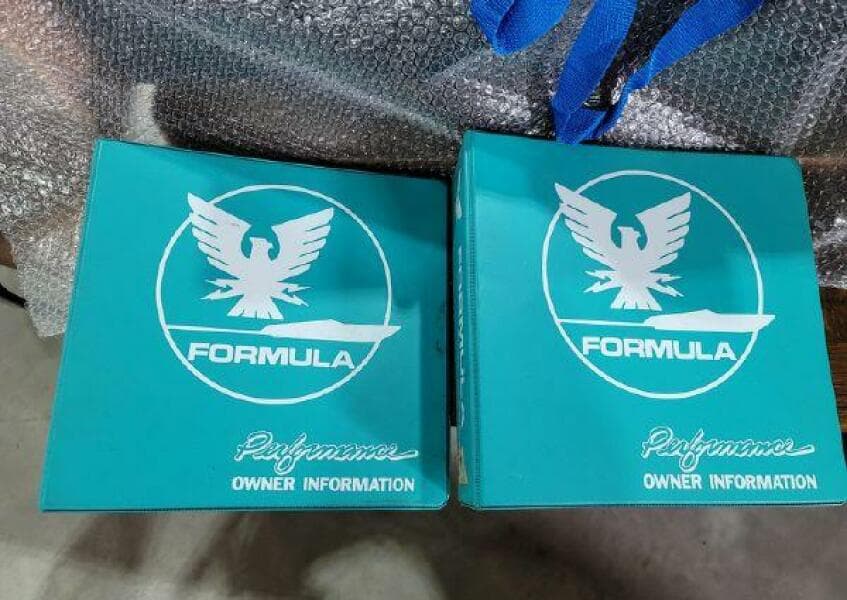 FORMULA
Performance
OWNER INFORMATION
FORMULA
Performance
OWNER INFORMATION